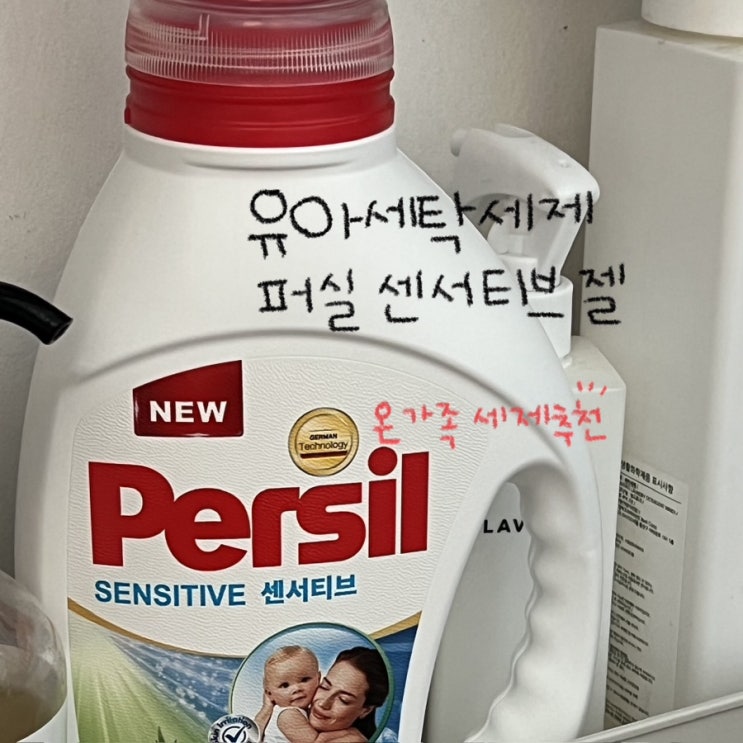 유아세탁세제
퍼실 센서티브 젤
온가족 세제추천
NEW
GERMAN
Technology
Persil
LAV
SENSITIVE 센서티브